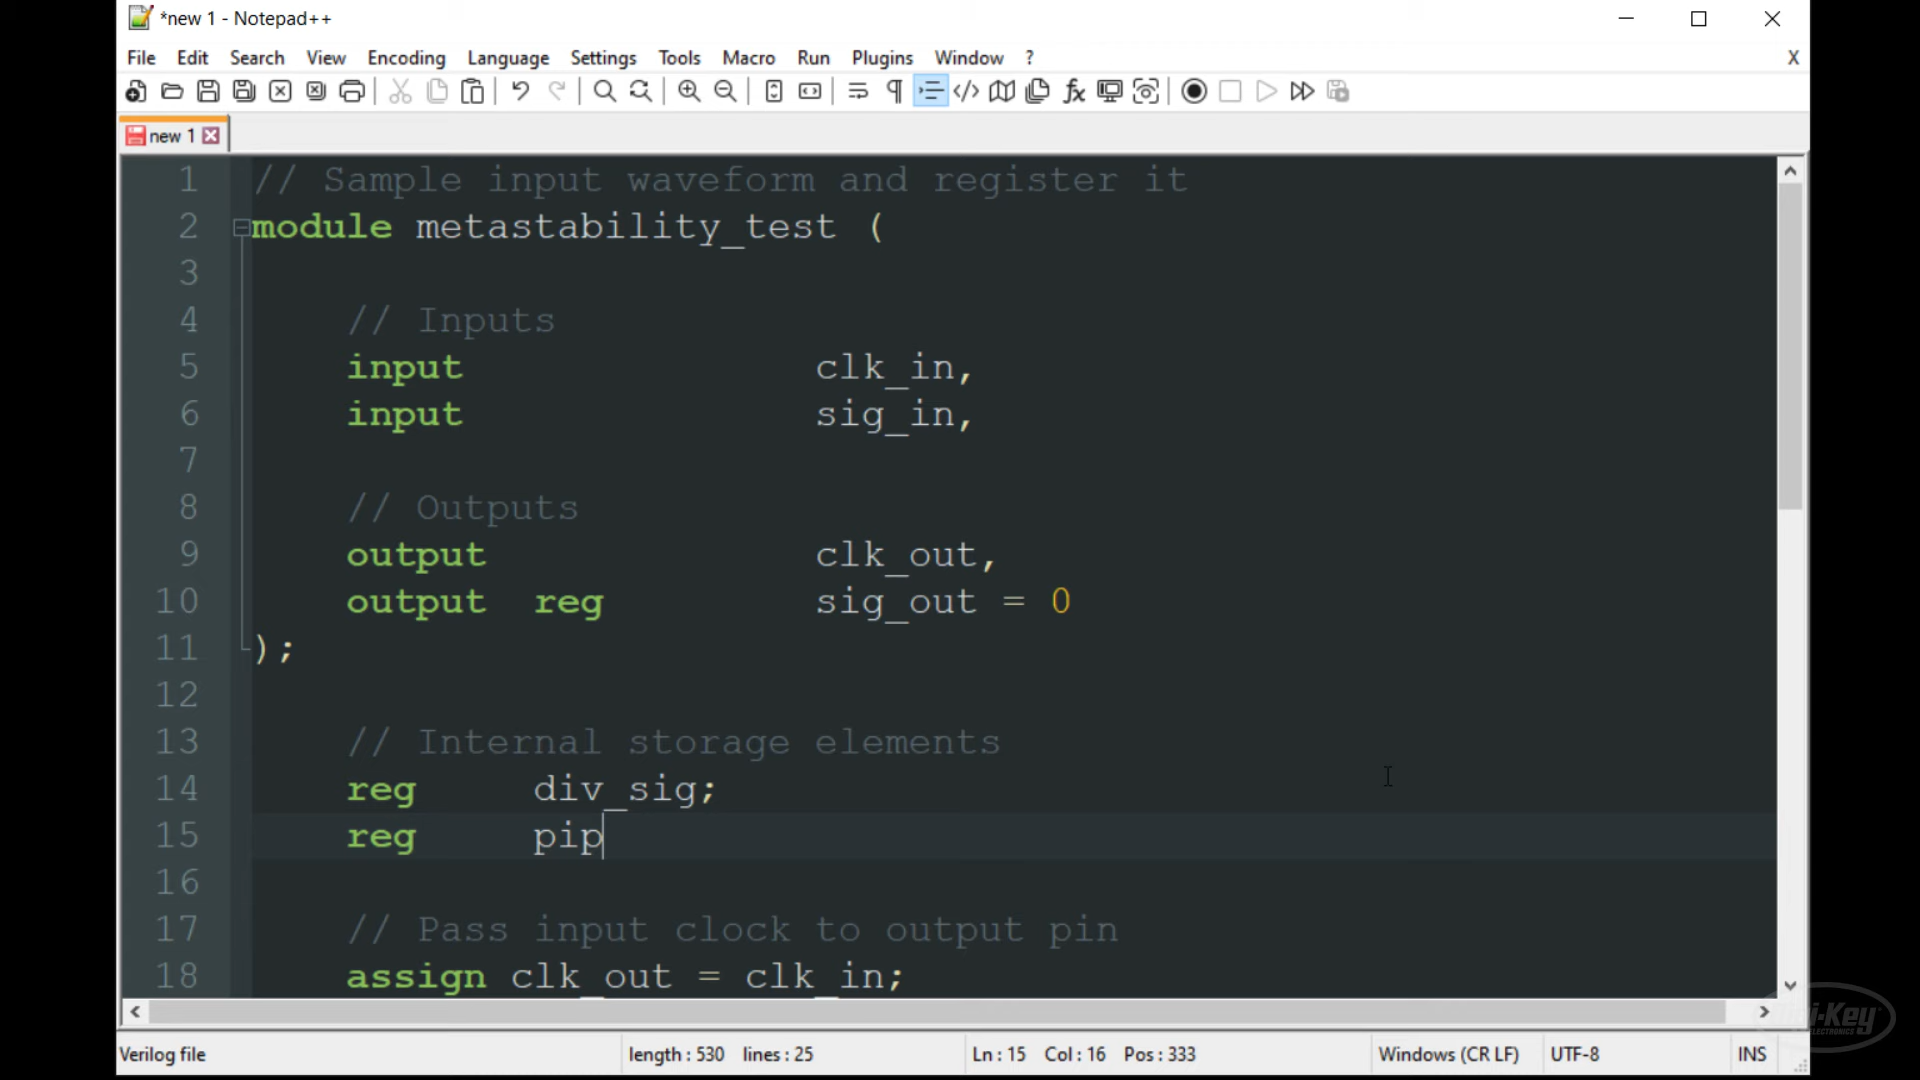 *new 1 - Notepad++
File Edit Search View Encoding Language Settings Tools Macro Run Plugins Window ? X
new 1
1 // Sample input waveform and register it
2 module metastability_test (
3
4 // Inputs
5 input clk_in,
6 input sig_in,
7
8 // Outputs
9 output clk_out,
10 output reg sig_out = 0
11 );
12
13 // Internal storage elements
14 reg div_sig;
15 reg pip
16
17 // Pass input clock to output pin
18 assign clk_out = clk_in;
Verilog file length : 530 lines : 25 Ln : 15 Col : 16 Pos : 333 Windows (CR LF) UTF-8 INS